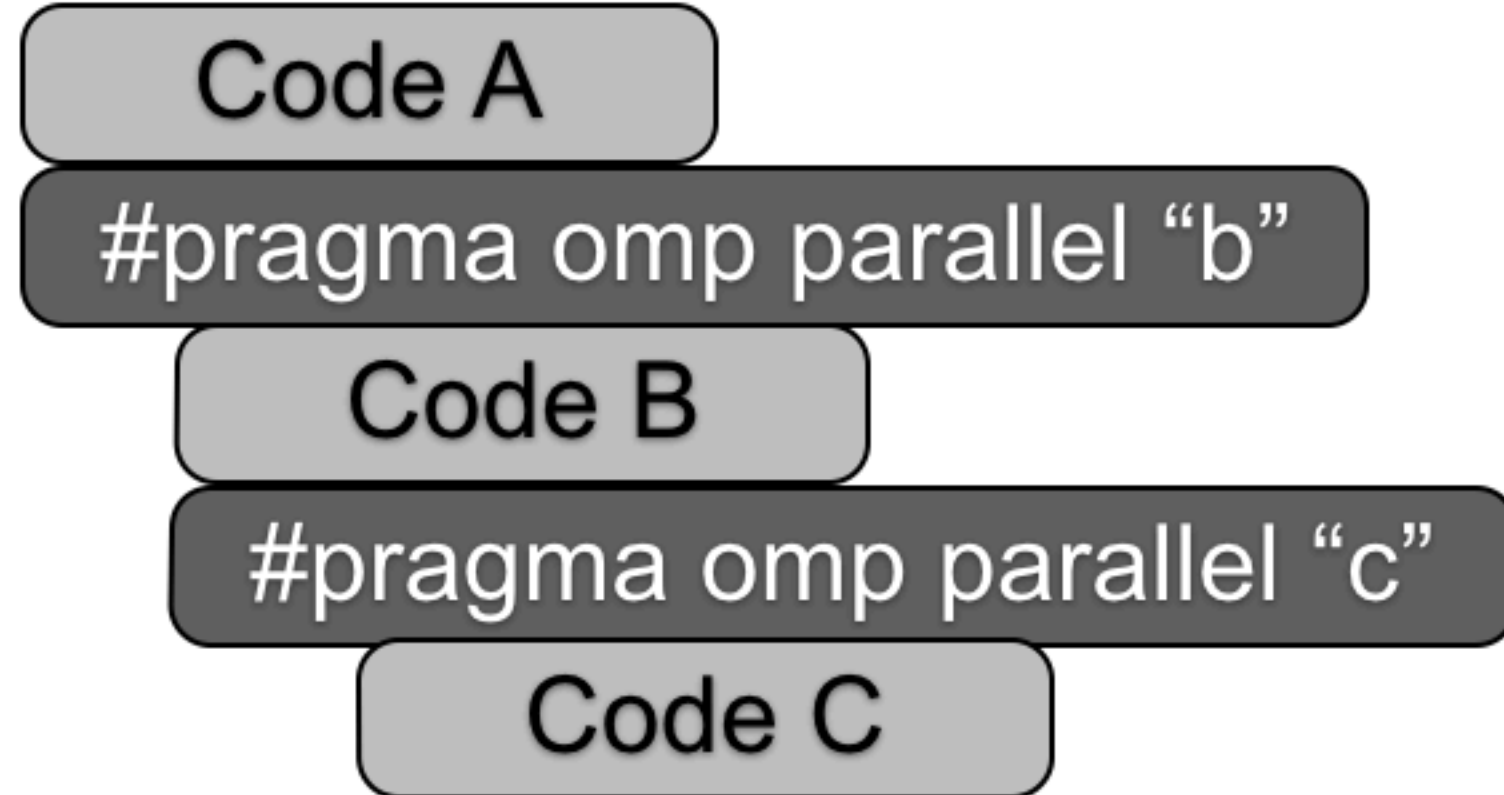 Code A
#pragma omp parallel “b”
Code B
#pragma omp parallel “c”
Code C